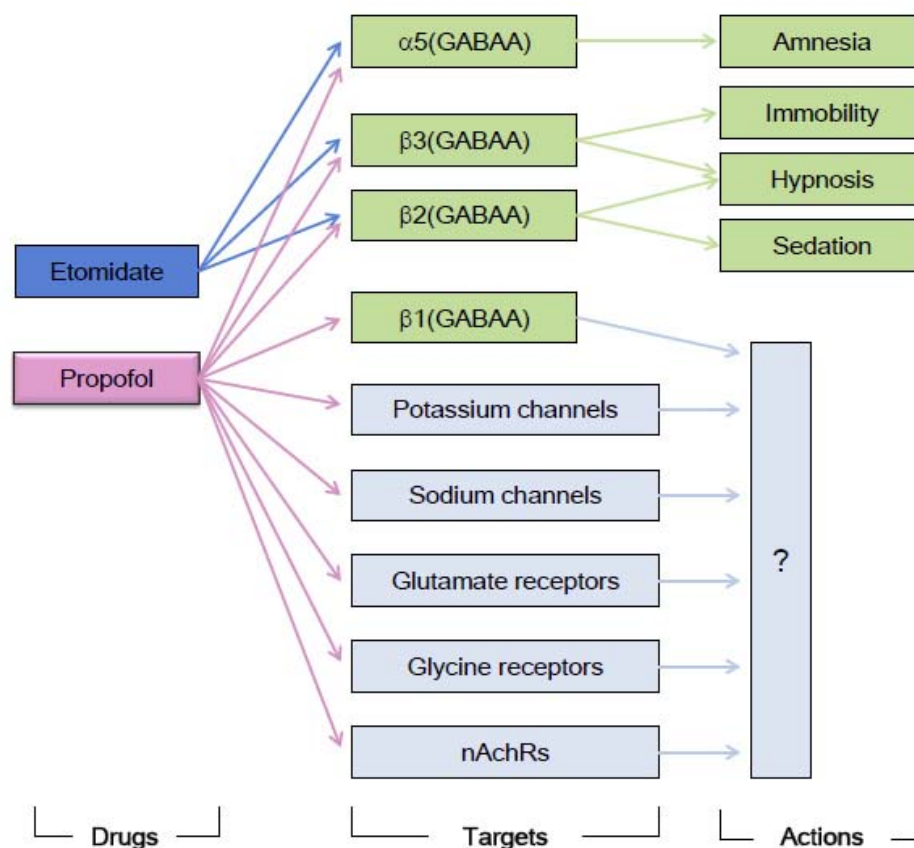 α5(GABAA)
Amnesia
Immobility
β3(GABAA)
Hypnosis
β2(GABAA)
Sedation
Etomidate
β1(GABAA)
Propofol
Potassium channels
Sodium channels
?
Glutamate receptors
Glycine receptors
nAchRs
Drugs
Targets
Actions